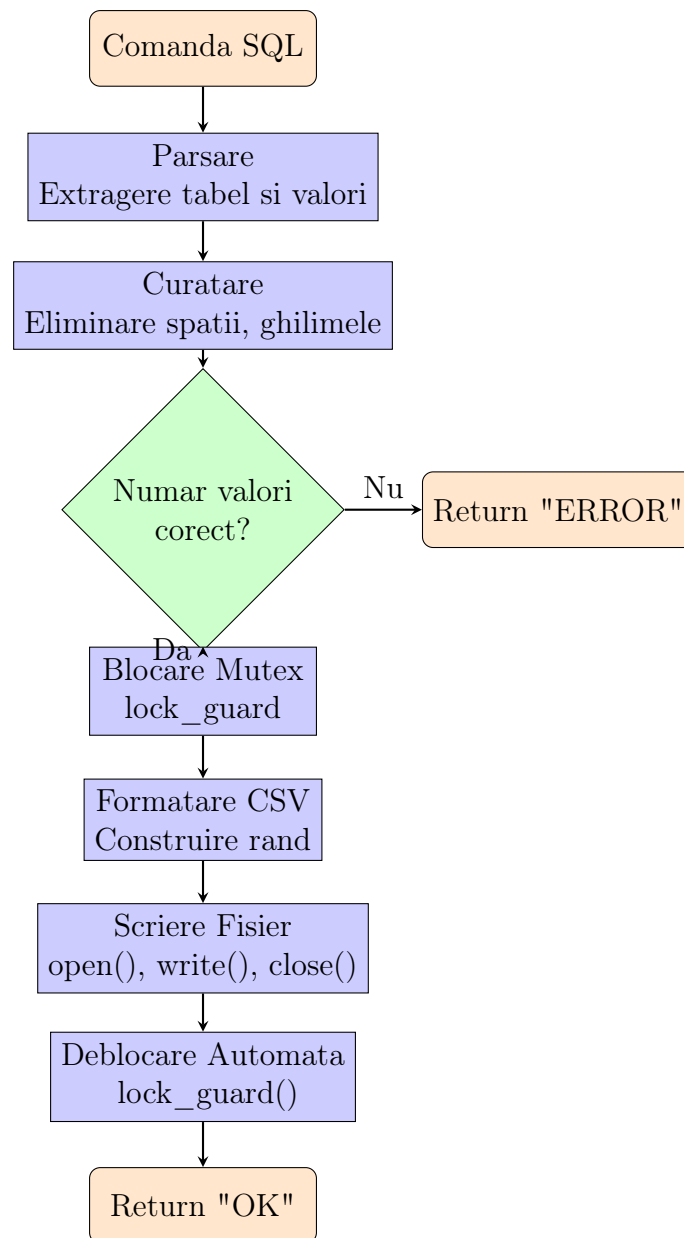 Comanda SQL
Parsare
Extragere tabel si valori
Curatare
Eliminare spatii, ghilimele
Numar valori
corect?
Nu
Return "ERROR"
Da
Blocare Mutex
lock_guard
Formatare CSV
Construire rand
Scriere Fisier
open(), write(), close()
Deblocare Automata
lock_guard()
Return "OK"